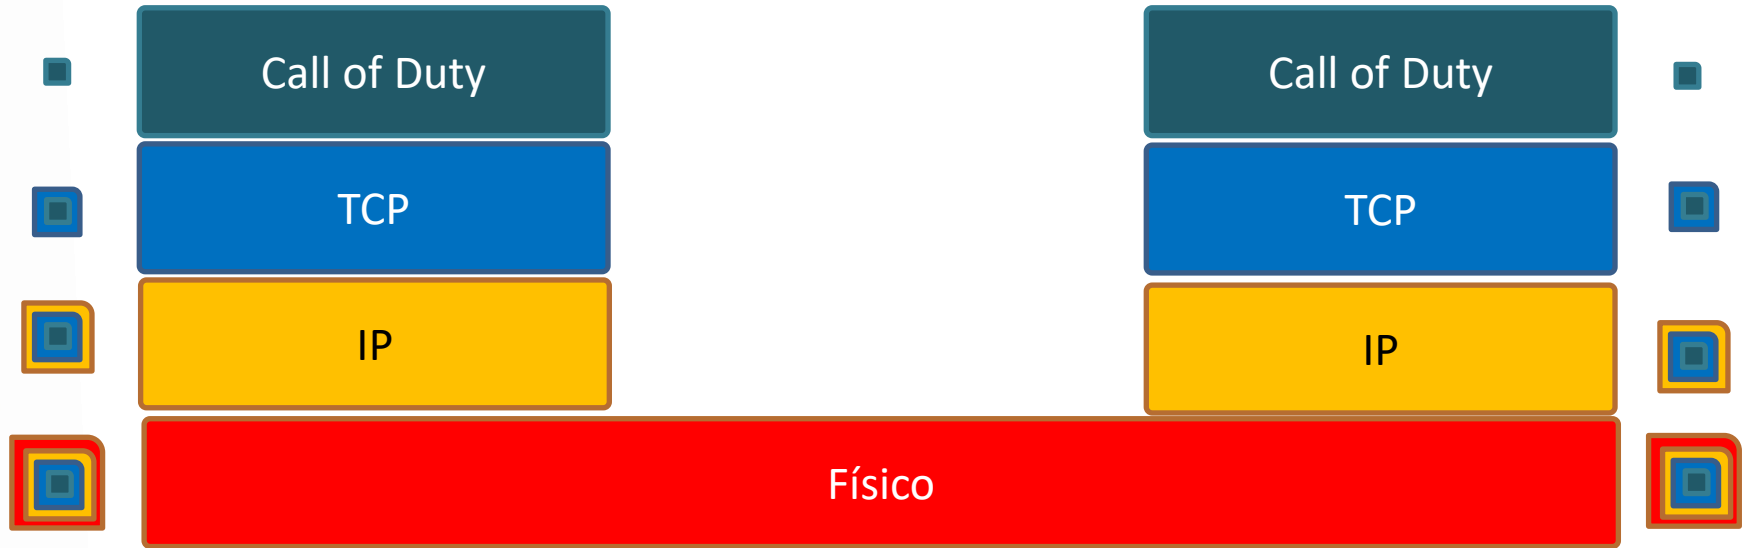 Call of Duty
Call of Duty
TCP
TCP
IP
IP
Físico